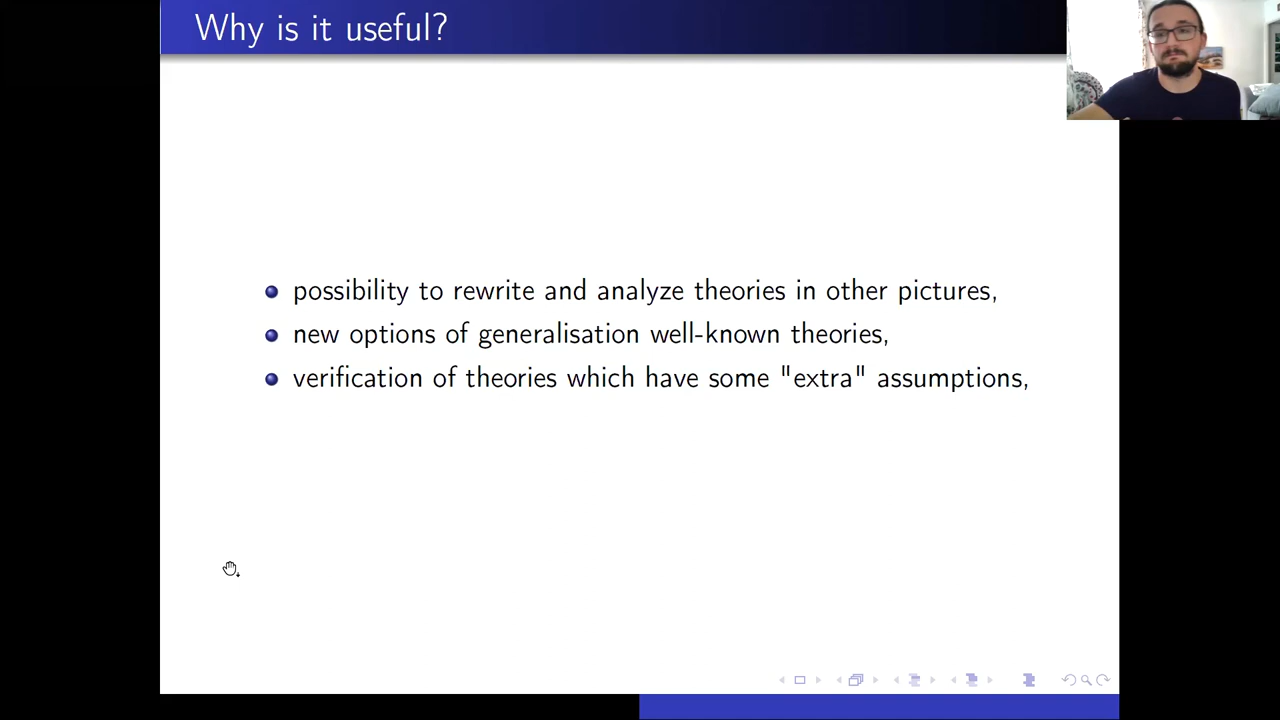 Why is it useful?
possibility to rewrite and analyze theories in other pictures,
new options of generalisation well-known theories,
verification of theories which have some "extra" assumptions,